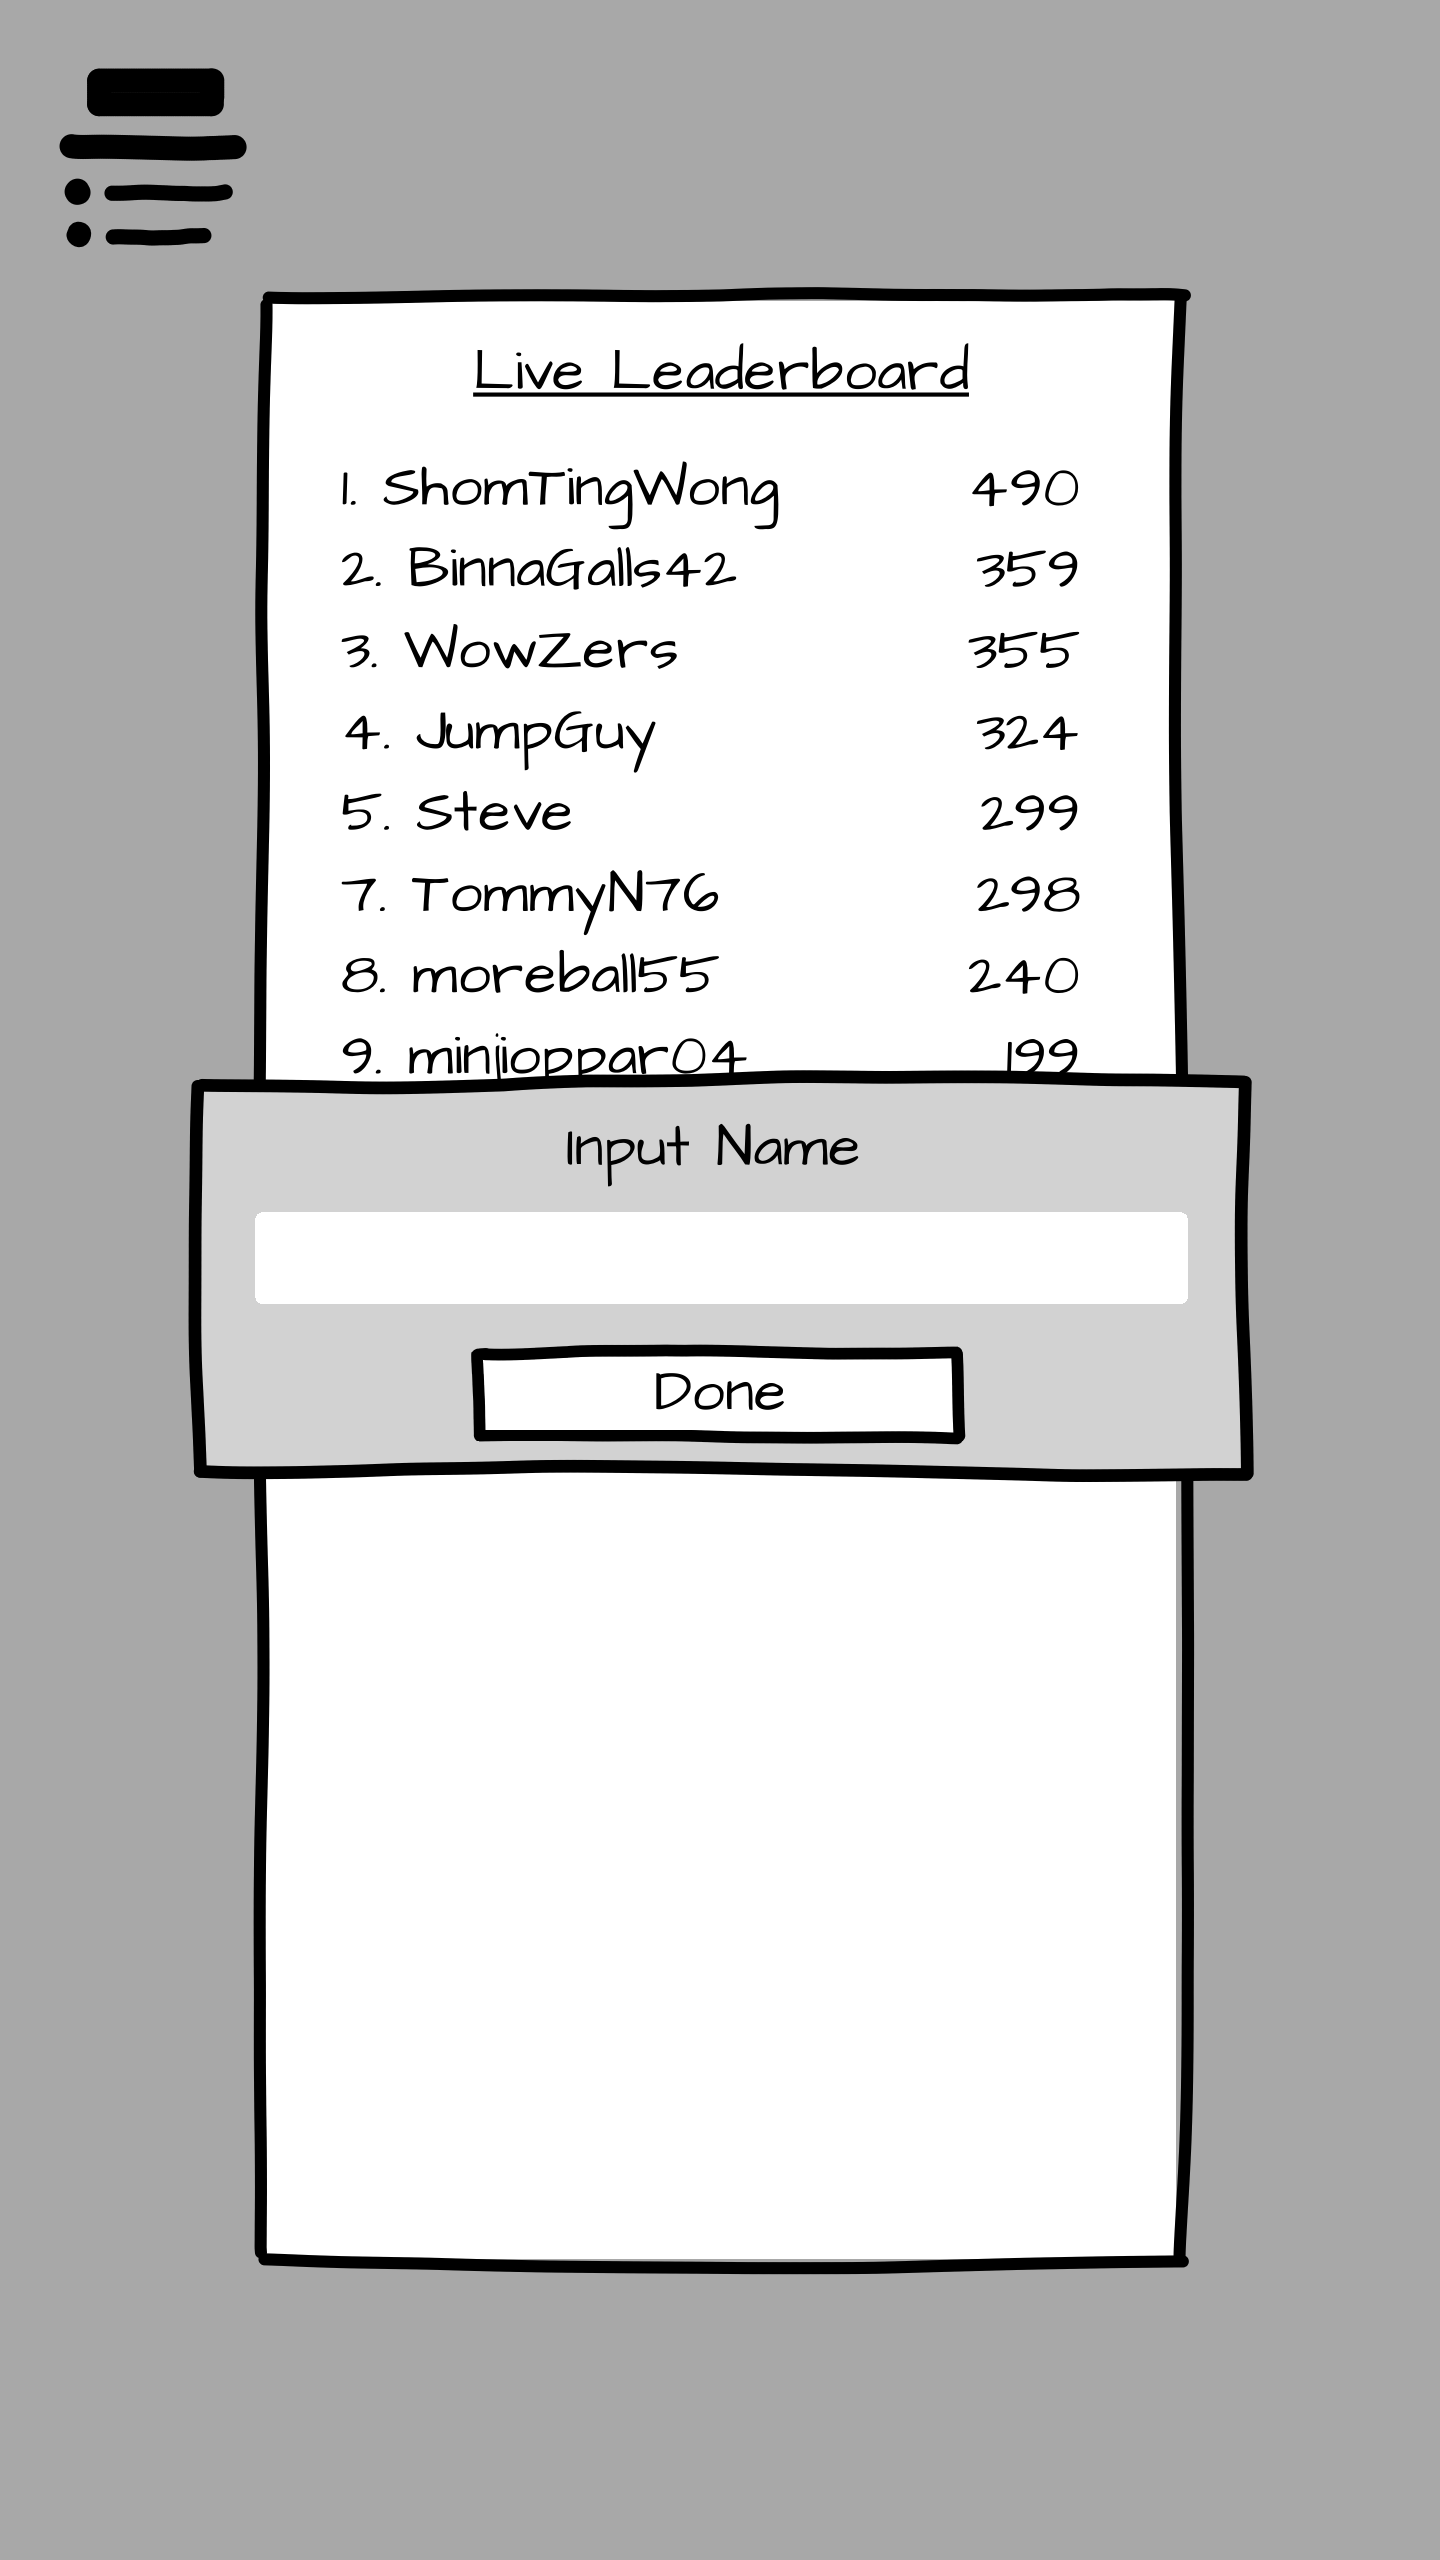 Live Leaderboard
1. ShomTingWong 490
2. BinnaGalls42 359
3. WowZers 355
4. JumpGuy 324
5. Steve 299
7. TommyN76 298
8. moreball55 240
9. minjoppar04 199
Input Name
Done